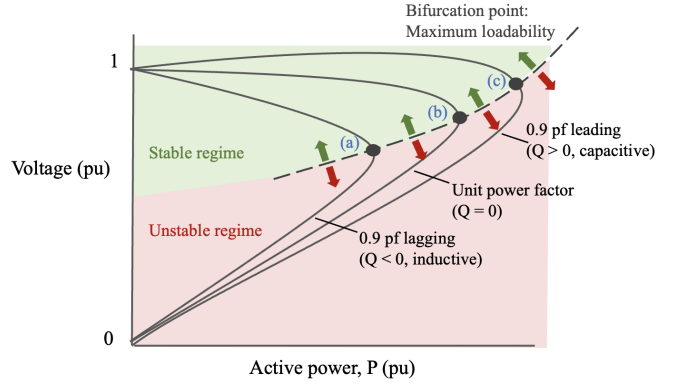 Bifurcation point:
Maximum loadability
1
(c)
(b)
(a)
0.9 pf leading
(Q > 0, capacitive)
Stable regime
Voltage (pu)
Unit power factor
(Q = 0)
Unstable regime
0.9 pf lagging
(Q < 0, inductive)
0
Active power, P (pu)